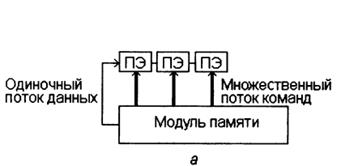 ПЭ ПЭ ПЭ
Одиночный
поток данных
Множественный
поток команд
Модуль памяти
а